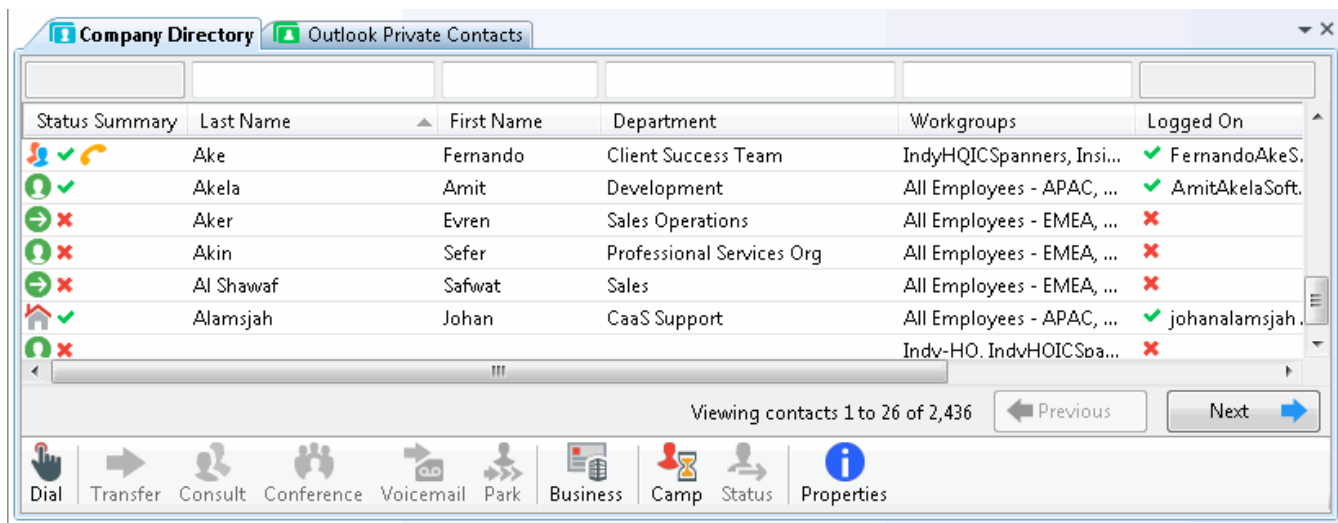 Company Directory Outlook Private Contacts
Status Summary Last Name First Name Department Workgroups Logged On
Ake Fernando Client Success Team IndyHQICSpanners, Insi... FernandoAkeS.
Akela Amit Development All Employees - APAC, ... AmitAkelaSoft.
Aker Evren Sales Operations All Employees - EMEA, ...
Akin Sefer Professional Services Org All Employees - EMEA, ...
Al Shawaf Safwat Sales All Employees - EMEA, ...
Alamsjah Johan CaaS Support All Employees - APAC, ... johanalamsjah.
Indy-HQ, IndyHQICSpa...
Viewing contacts 1 to 26 of 2,436 Previous Next
Dial Transfer Consult Conference Voicemail Park Business Camp Status Properties